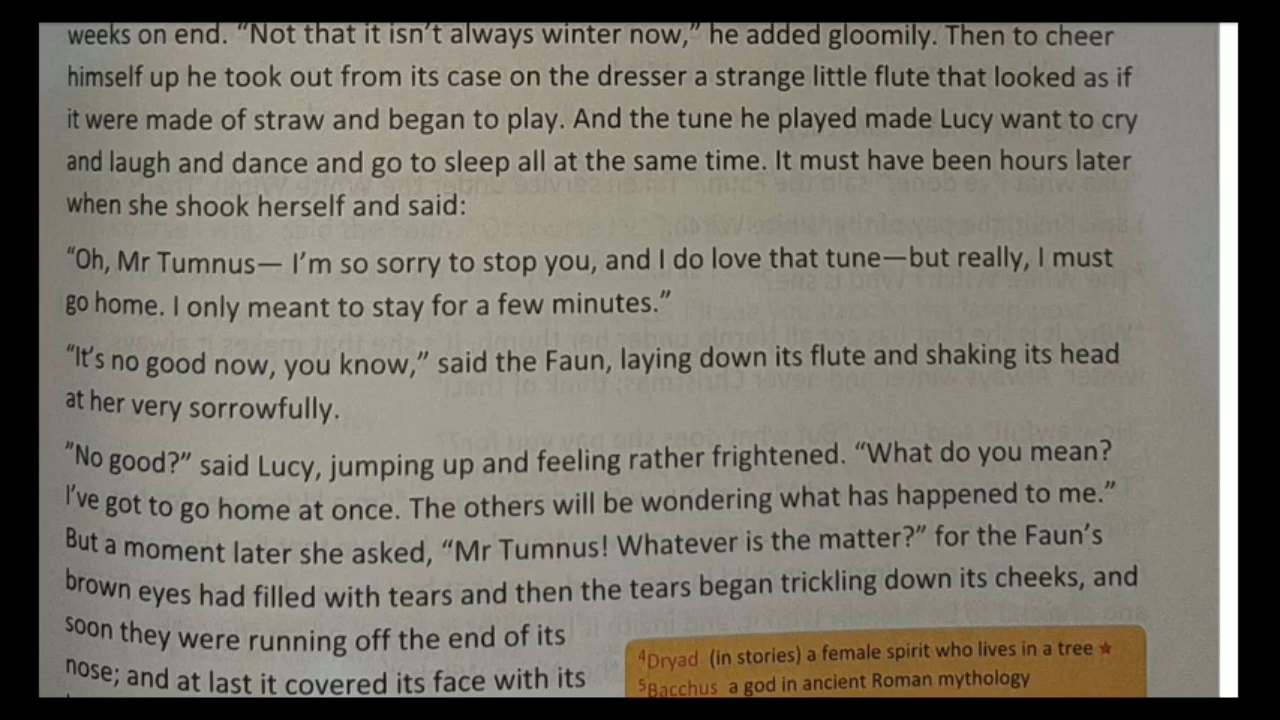 weeks on end. “Not that it isn’t always winter now,” he added gloomily. Then to cheer
himself up he took out from its case on the dresser a strange little flute that looked as if
it were made of straw and began to play. And the tune he played made Lucy want to cry
and laugh and dance and go to sleep all at the same time. It must have been hours later
when she shook herself and said:
“Oh, Mr Tumnus— I’m so sorry to stop you, and I do love that tune—but really, I must
go home. I only meant to stay for a few minutes.”
“It’s no good now, you know,” said the Faun, laying down its flute and shaking its head
at her very sorrowfully.
“No good?” said Lucy, jumping up and feeling rather frightened. “What do you mean?
I’ve got to go home at once. The others will be wondering what has happened to me.”
But a moment later she asked, “Mr Tumnus! Whatever is the matter?” for the Faun’s
brown eyes had filled with tears and then the tears began trickling down its cheeks, and
soon they were running off the end of its
nose; and at last it covered its face with its
⁴Dryad (in stories) a female spirit who lives in a tree ★
⁵Bacchus a god in ancient Roman mythology